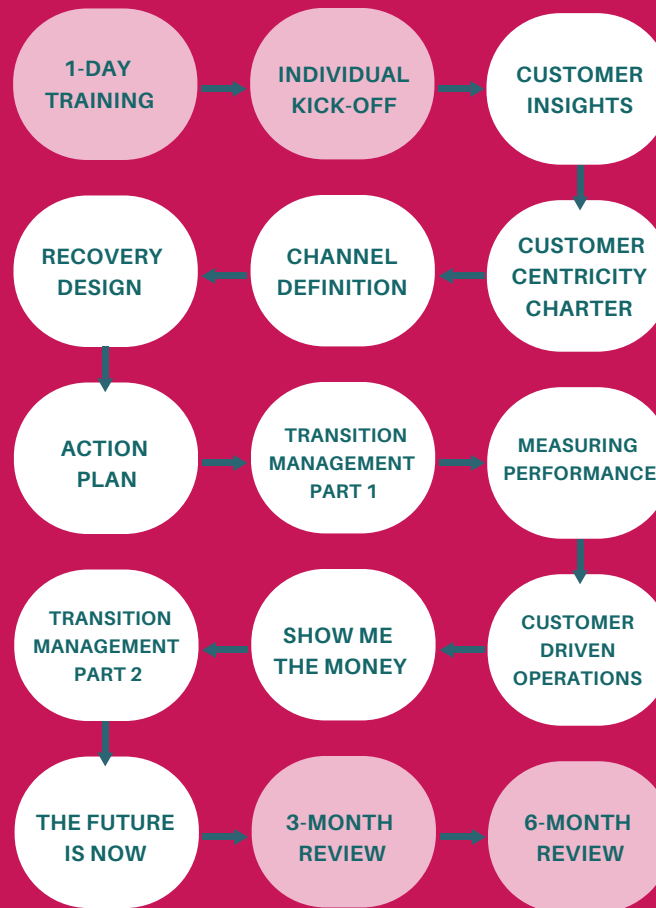 1-DAY
TRAINING
INDIVIDUAL
KICK-OFF
CUSTOMER
INSIGHTS
CUSTOMER
CENTRICITY
CHARTER
CHANNEL
DEFINITION
RECOVERY
DESIGN
ACTION
PLAN
TRANSITION
MANAGEMENT
PART 1
MEASURING
PERFORMANCE
CUSTOMER
DRIVEN
OPERATIONS
SHOW ME
THE MONEY
TRANSITION
MANAGEMENT
PART 2
THE FUTURE
IS NOW
3-MONTH
REVIEW
6-MONTH
REVIEW